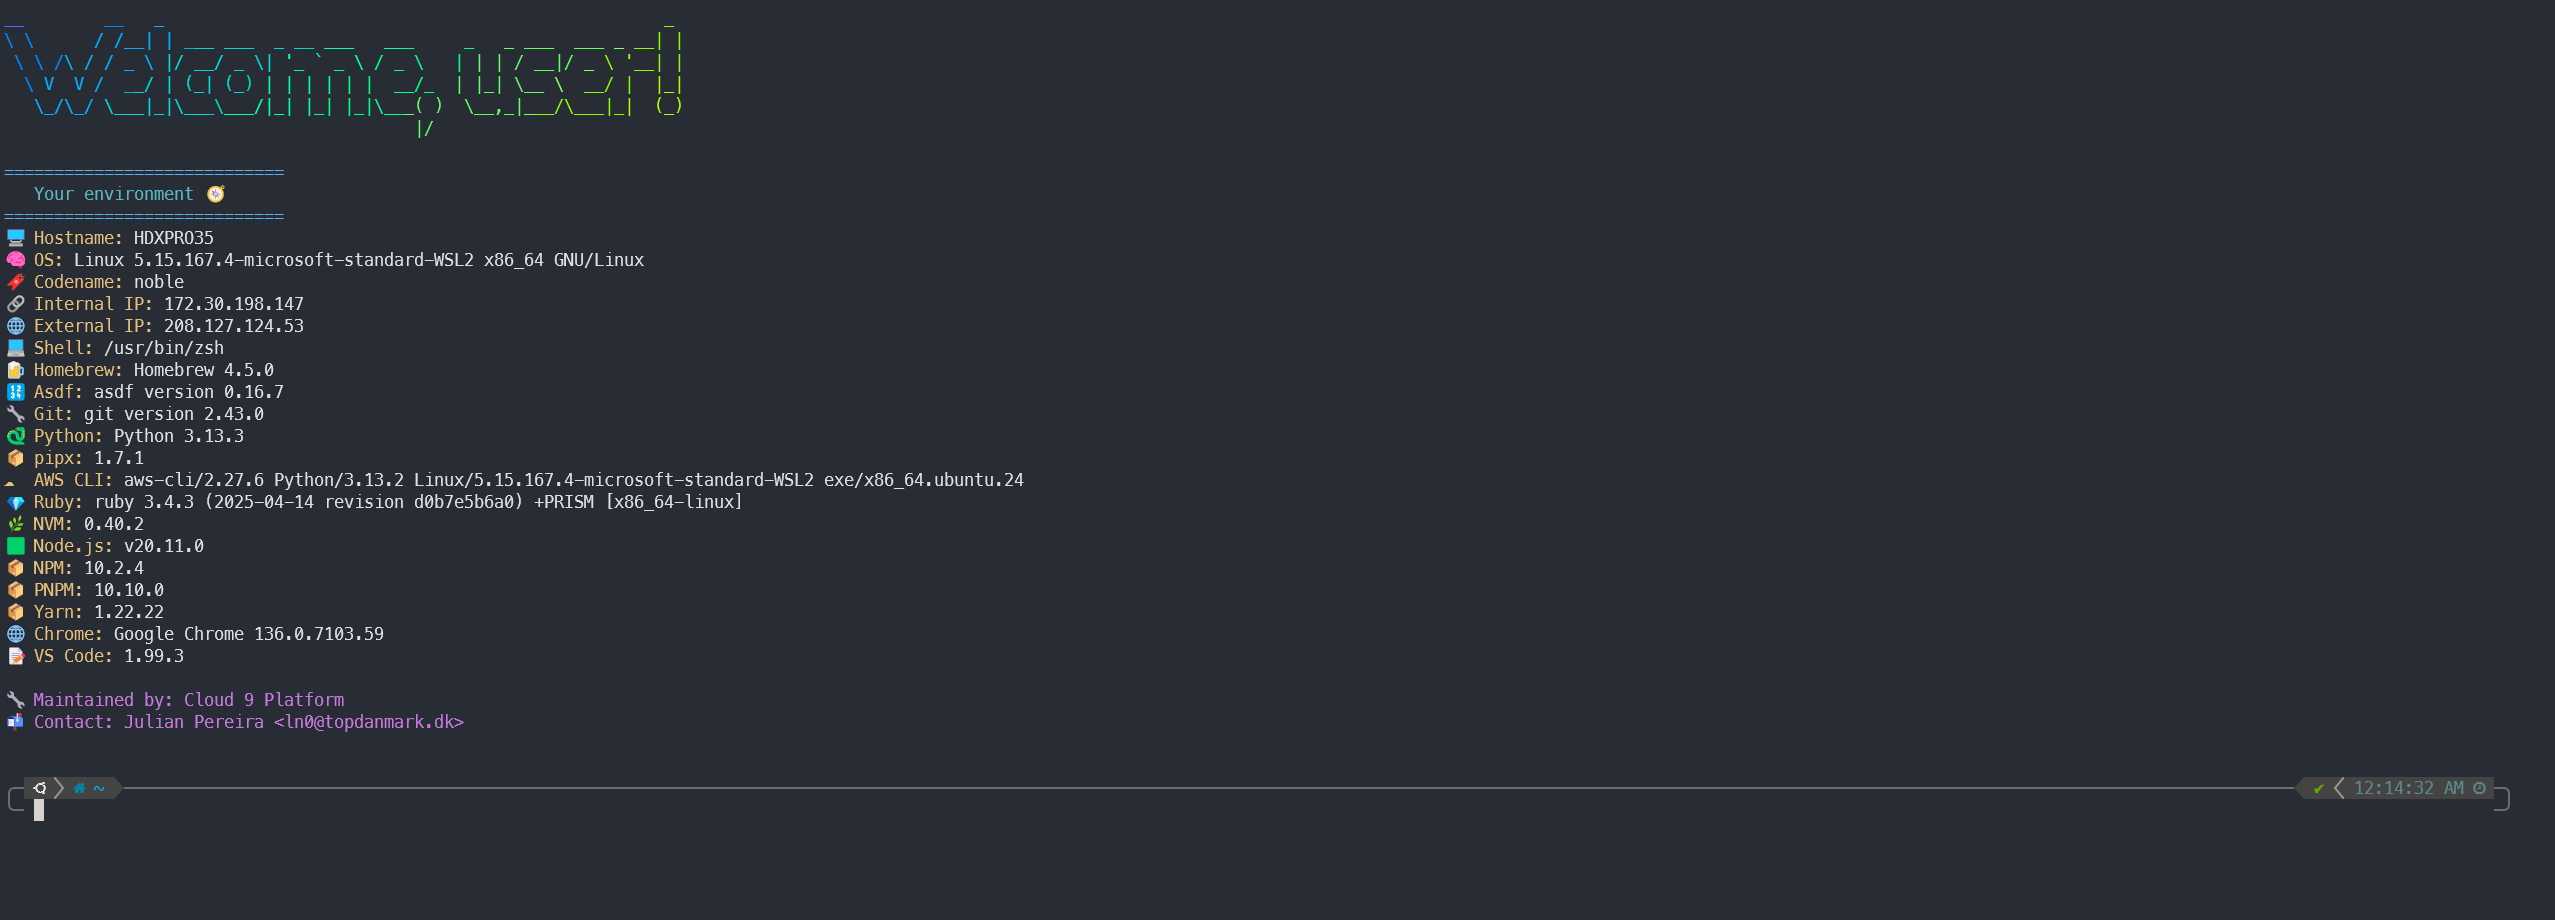 Welcome, user!
============================
Your environment 🧭
============================
Hostname: HDXPRO35
OS: Linux 5.15.167.4-microsoft-standard-WSL2 x86_64 GNU/Linux
Codename: noble
Internal IP: 172.30.198.147
External IP: 208.127.124.53
Shell: /usr/bin/zsh
Homebrew: Homebrew 4.5.0
Asdf: asdf version 0.16.7
Git: git version 2.43.0
Python: Python 3.13.3
pipx: 1.7.1
AWS CLI: aws-cli/2.27.6 Python/3.13.2 Linux/5.15.167.4-microsoft-standard-WSL2 exe/x86_64.ubuntu.24
Ruby: ruby 3.4.3 (2025-04-14 revision d0b7e5b6a0) +PRISM [x86_64-linux]
NVM: 0.40.2
Node.js: v20.11.0
NPM: 10.2.4
PNPM: 10.10.0
Yarn: 1.22.22
Chrome: Google Chrome 136.0.7103.59
VS Code: 1.99.3
Maintained by: Cloud 9 Platform
Contact: Julian Pereira <ln0@topdanmark.dk>
~ ✔ 12:14:32 AM